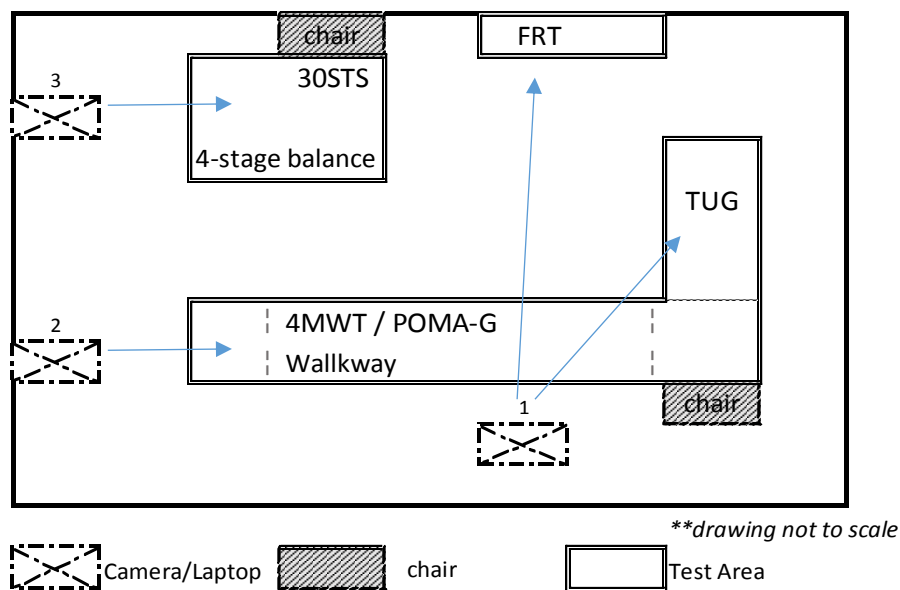 chair
FRT
30STS
3
4-stage balance
TUG
2
4MWT / POMA-G
Wallkway
1
chair
**drawing not to scale
Camera/Laptop
chair
Test Area